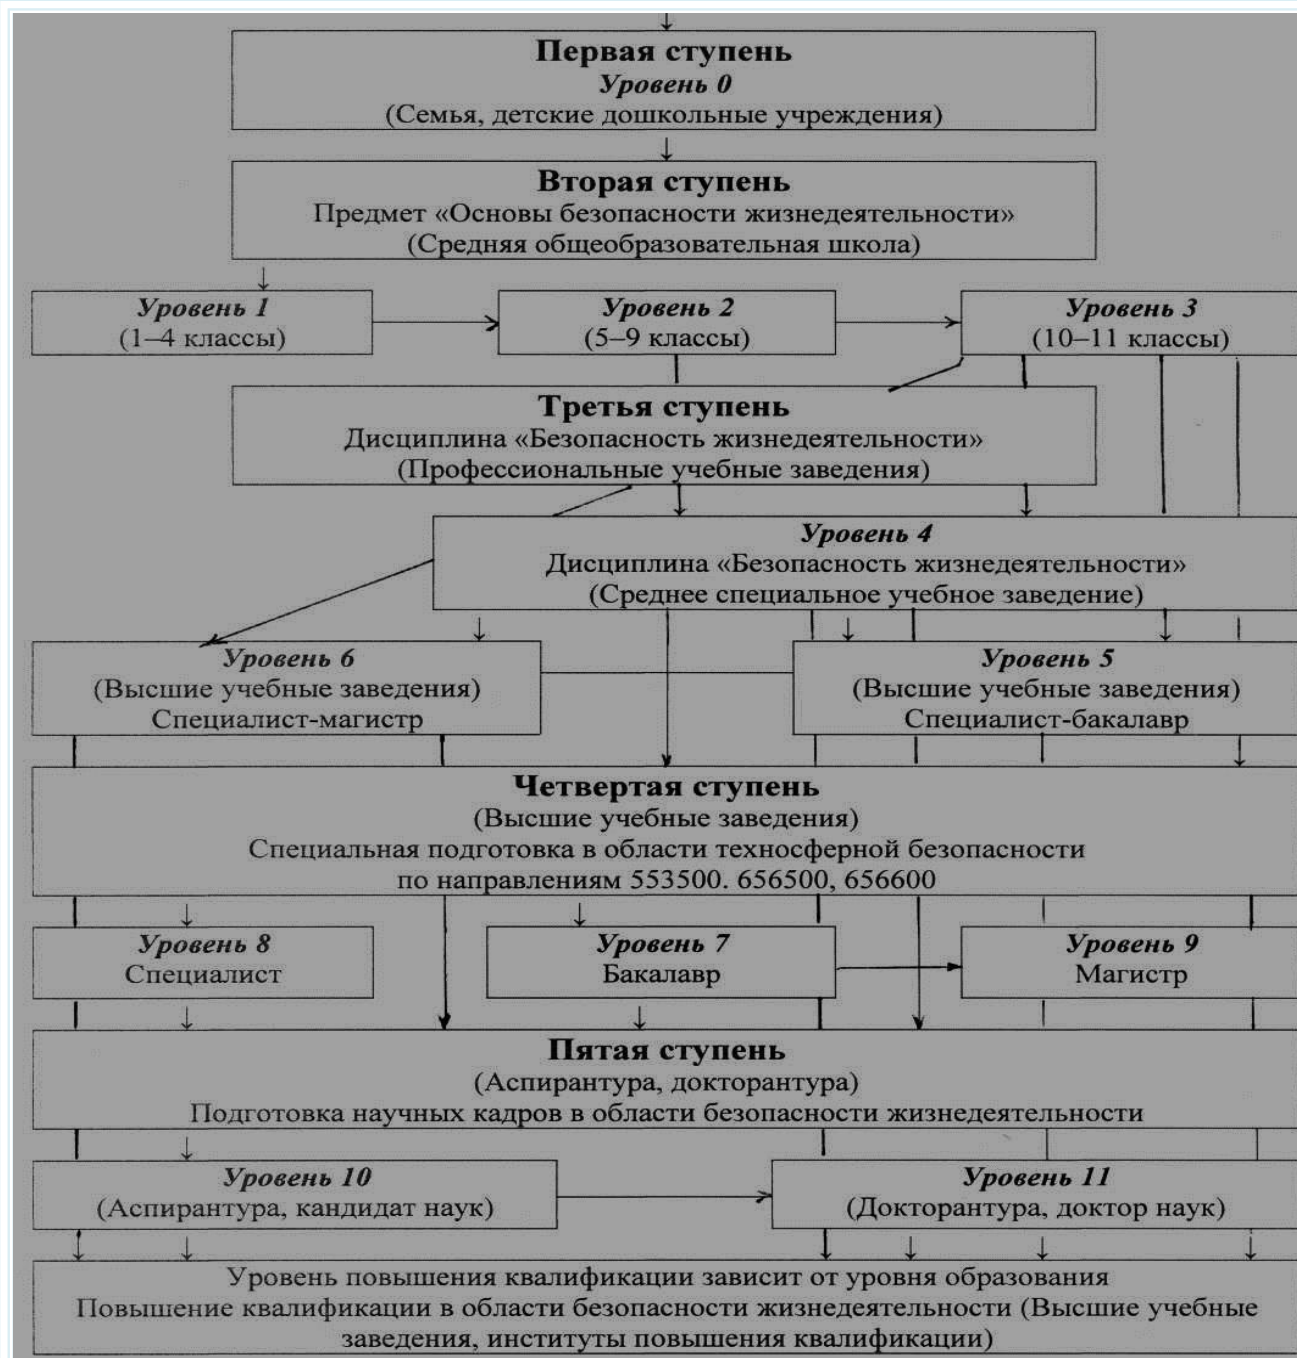 Первая ступень
Уровень 0
(Семья, детские дошкольные учреждения)
Вторая ступень
Предмет «Основы безопасности жизнедеятельности»
(Средняя общеобразовательная школа)
Уровень 1
(1–4 классы)
Уровень 2
(5–9 классы)
Уровень 3
(10–11 классы)
Третья ступень
Дисциплина «Безопасность жизнедеятельности»
(Профессиональные учебные заведения)
Уровень 4
Дисциплина «Безопасность жизнедеятельности»
(Среднее специальное учебное заведение)
Уровень 6
(Высшие учебные заведения)
Специалист-магистр
Уровень 5
(Высшие учебные заведения)
Специалист-бакалавр
Четвертая ступень
(Высшие учебные заведения)
Специальная подготовка в области техносферной безопасности
по направлениям 553500. 656500, 656600
Уровень 8
Специалист
Уровень 7
Бакалавр
Уровень 9
Магистр
Пятая ступень
(Аспирантура, докторантура)
Подготовка научных кадров в области безопасности жизнедеятельности
Уровень 10
(Аспирантура, кандидат наук)
Уровень 11
(Докторантура, доктор наук)
Уровень повышения квалификации зависит от уровня образования
Повышение квалификации в области безопасности жизнедеятельности (Высшие учебные
заведения, институты повышения квалификации)